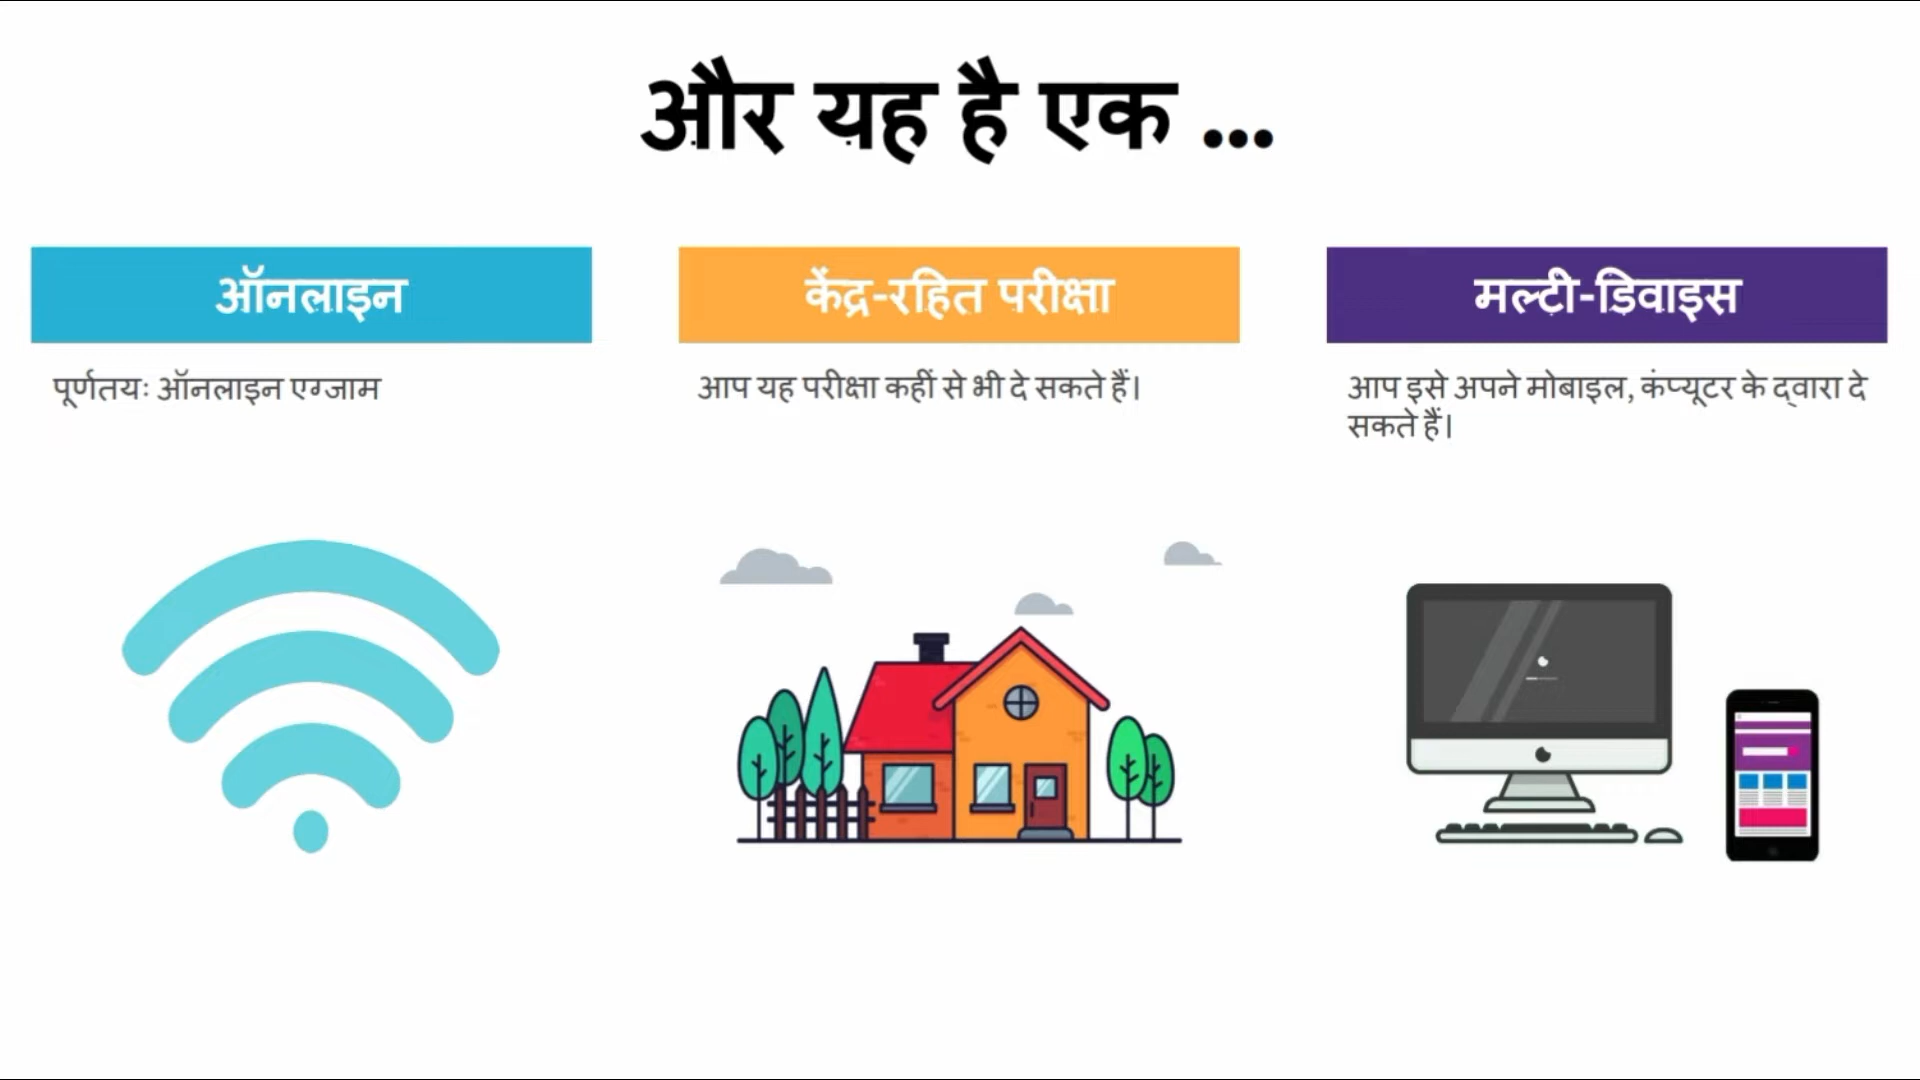 और यह है एक ...
ऑनलाइन
केंद्र-रहित परीक्षा
मल्टी-डिवाइस
पूर्णतयः ऑनलाइन एग्जाम
आप यह परीक्षा कहीं से भी दे सकते हैं।
आप इसे अपने मोबाइल, कंप्यूटर के द्वारा दे
सकते हैं।